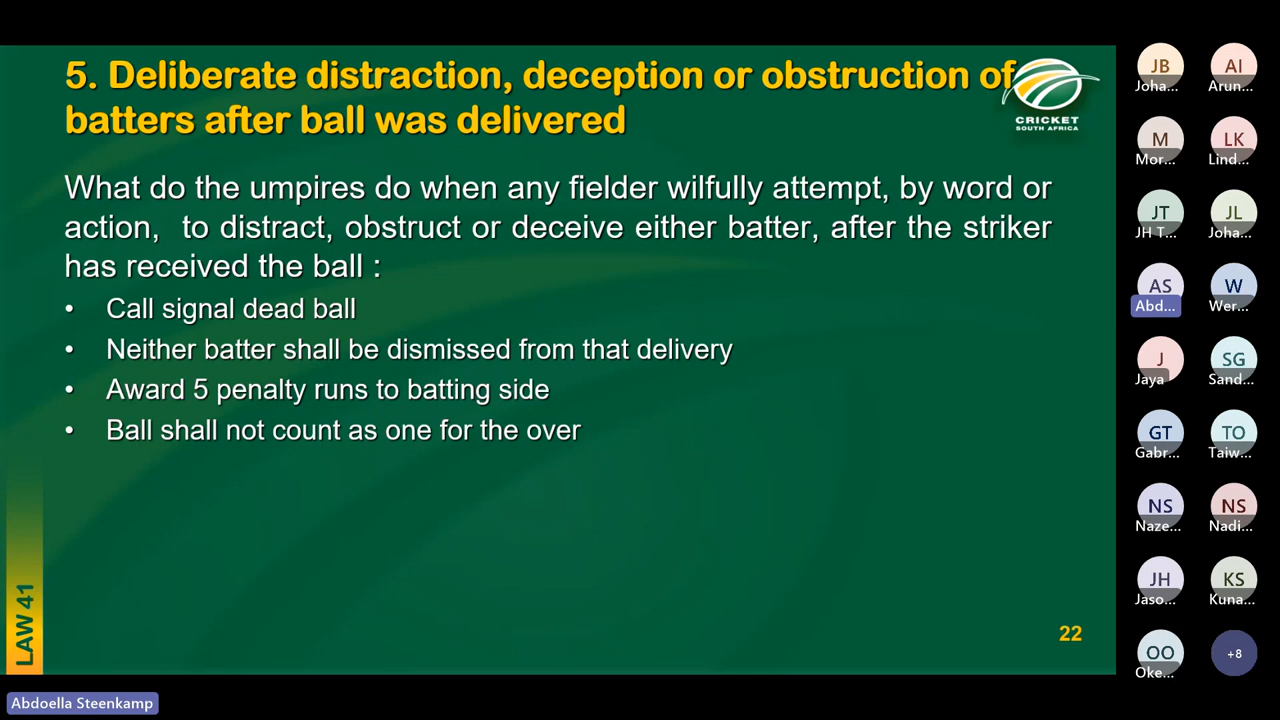 5. Deliberate distraction, deception or obstruction of
batters after ball was delivered
CRICKET
SOUTH AFRICA
What do the umpires do when any fielder wilfully attempt, by word or
action, to distract, obstruct or deceive either batter, after the striker
has received the ball :
• Call signal dead ball
• Neither batter shall be dismissed from that delivery
• Award 5 penalty runs to batting side
• Ball shall not count as one for the over
LAW 41
22
Abdoella Steenkamp
JB
Joha...
AI
Arun...
M
Mor...
LK
Lind...
JT
JH T...
JL
Joha...
AS
Abd...
W
Wer...
J
Jaya
SG
Sand...
GT
Gabr...
TO
Taiw...
NS
Naze...
NS
Nadi...
JH
Jaso...
KS
Kuna...
OO
Oke...
+8